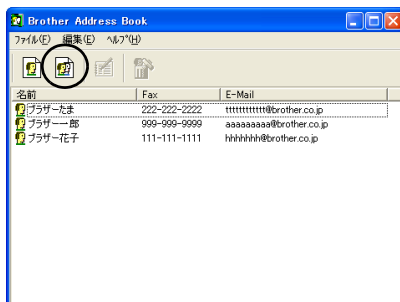 Brother Address Book
ファイル(F) 編集(E) ヘルプ(H)
名前 Fax E-Mail
ブラザーたま 222-222-2222 tttttttttttt@brother.co.jp
ブラザー一郎 999-999-9999 aaaaaaaaa@brother.co.jp
ブラザー花子 111-111-1111 hhhhhhh@brother.co.jp